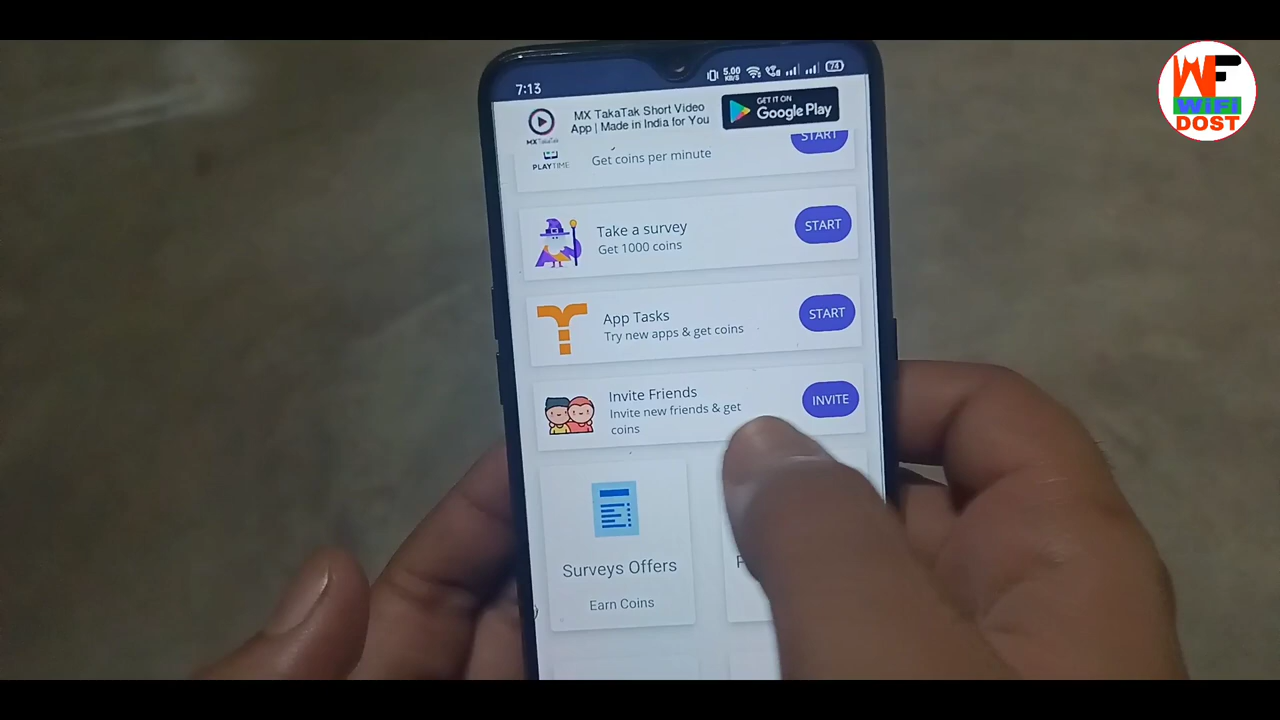 7:13
5.00
KB/S
74
MX TakaTak Short Video
App | Made in India for You
GET IT ON
Google Play
MX TakaTak
PLAYTIME
Get coins per minute
START
Take a survey
Get 1000 coins
START
App Tasks
Try new apps & get coins
START
Invite Friends
Invite new friends & get
coins
INVITE
Surveys Offers
Earn Coins
WF
WiFi
DOST